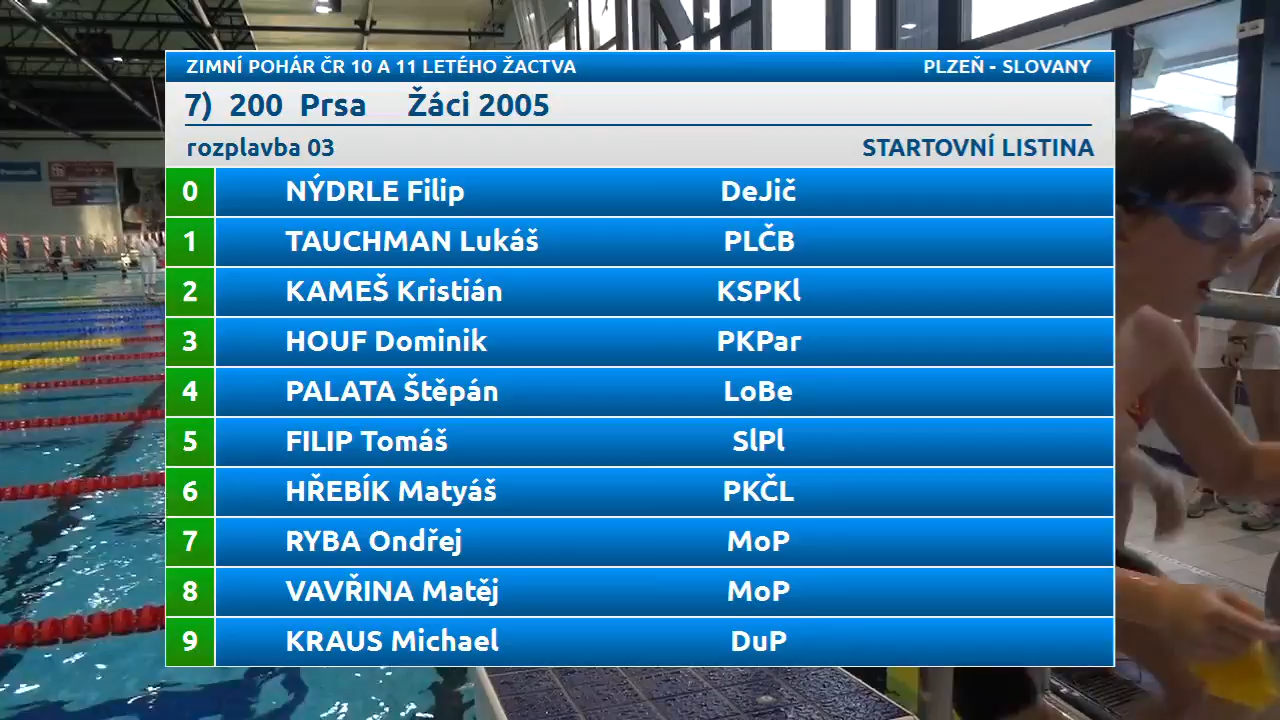 ZIMNÍ POHÁR ČR 10 A 11 LETÉHO ŽACTVA PLZEŇ - SLOVANY
7) 200 Prsa Žáci 2005
rozplavba 03 STARTOVNÍ LISTINA
0 NÝDRLE Filip DeJič
1 TAUCHMAN Lukáš PLČB
2 KAMEŠ Kristián KSPKl
3 HOUF Dominik PKPar
4 PALATA Štěpán LoBe
5 FILIP Tomáš SlPl
6 HŘEBÍK Matyáš PKČL
7 RYBA Ondřej MoP
8 VAVŘINA Matěj MoP
9 KRAUS Michael DuP